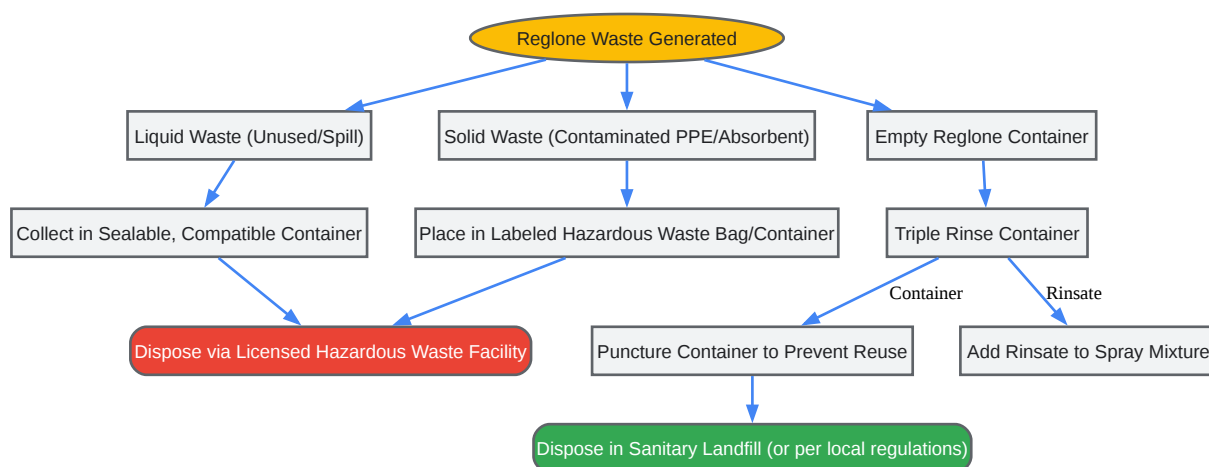 Reglone Waste Generated
Liquid Waste (Unused/Spill)
Solid Waste (Contaminated PPE/Absorbent)
Empty Reglone Container
Collect in Sealable, Compatible Container
Place in Labeled Hazardous Waste Bag/Container
Triple Rinse Container
Container
Rinsate
Dispose via Licensed Hazardous Waste Facility
Puncture Container to Prevent Reuse
Add Rinsate to Spray Mixture
Dispose in Sanitary Landfill (or per local regulations)